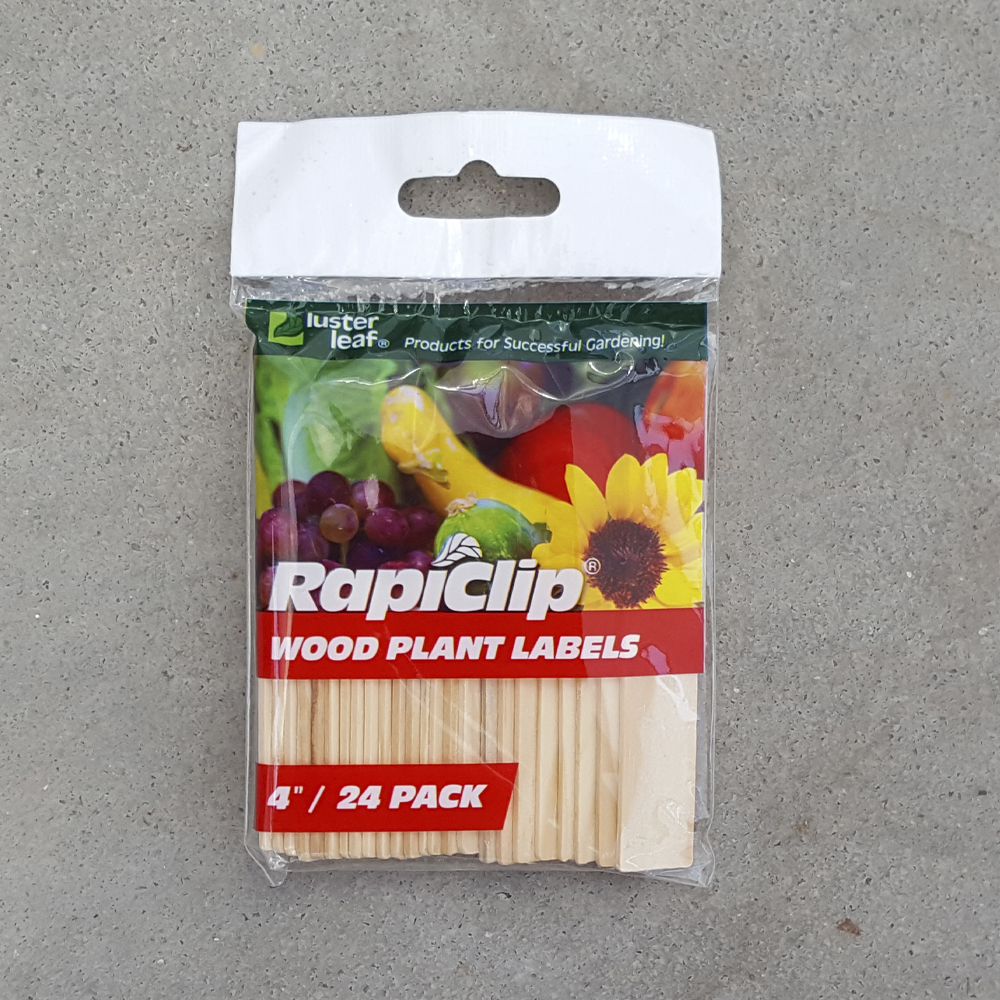 luster
leaf® Products for Successful Gardening!
RapiClip®
WOOD PLANT LABELS
4" / 24 PACK